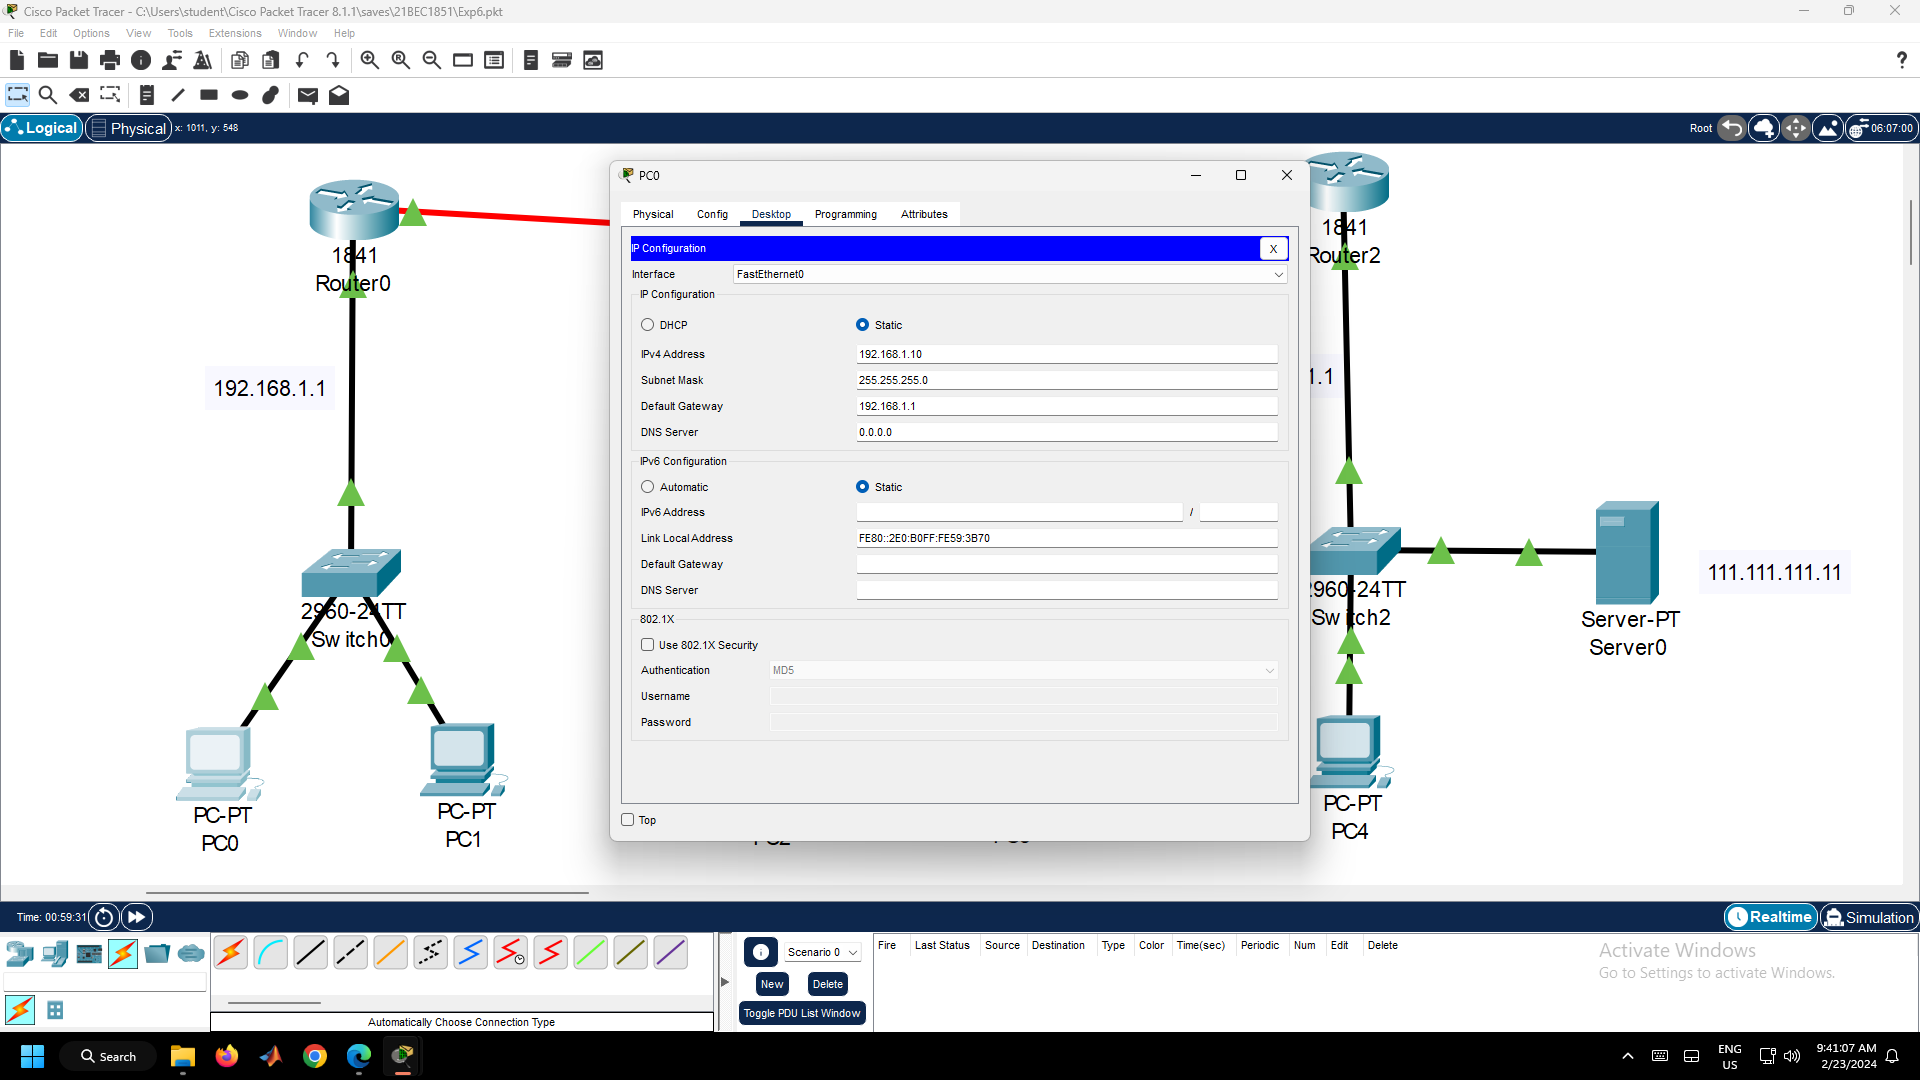 Cisco Packet Tracer - C:\Users\student\Cisco Packet Tracer 8.1.1\saves\21BEC1851\Exp6.pkt
File Edit Options View Tools Extensions Window Help
?
Logical Physical x: 1011, y: 548 Root 06:07:00
PC0
Physical Config Desktop Programming Attributes
IP Configuration X
Interface FastEthernet0
IP Configuration
DHCP Static
IPv4 Address 192.168.1.10
Subnet Mask 255.255.255.0
Default Gateway 192.168.1.1
DNS Server 0.0.0.0
IPv6 Configuration
Automatic Static
IPv6 Address /
Link Local Address FE80::2E0:B0FF:FE59:3B70
Default Gateway
DNS Server
802.1X
Use 802.1X Security
Authentication MD5
Username
Password
Top
1841
Router0
192.168.1.1
2960-24TT
Switch0
PC-PT
PC0
PC-PT
PC1
1841
Router2
1.1
2960-24TT
Switch2
Server-PT
Server0
111.111.111.11
PC-PT
PC4
Time: 00:59:31 Realtime Simulation
Scenario 0
New Delete
Toggle PDU List Window
Fire Last Status Source Destination Type Color Time(sec) Periodic Num Edit Delete
Automatically Choose Connection Type
Activate Windows
Go to Settings to activate Windows.
Search
ENG
US
9:41:07 AM
2/23/2024